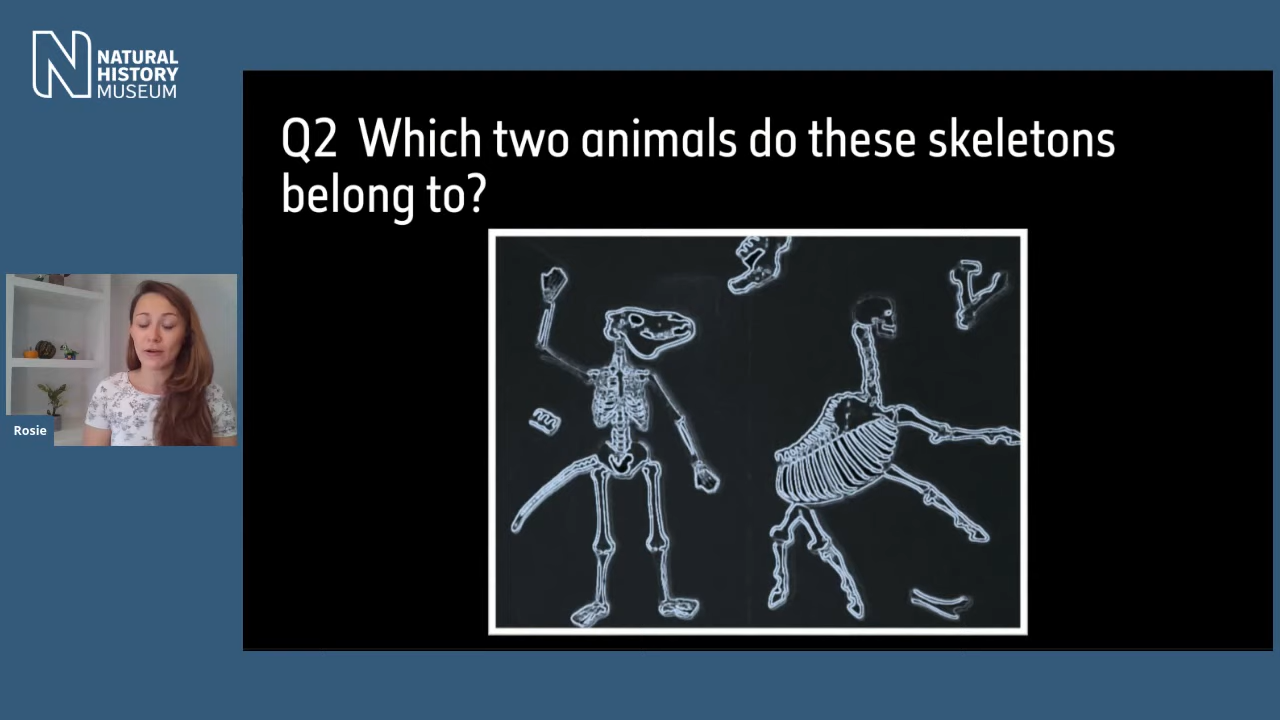 NATURAL
HISTORY
MUSEUM
Q2 Which two animals do these skeletons
belong to?
Rosie